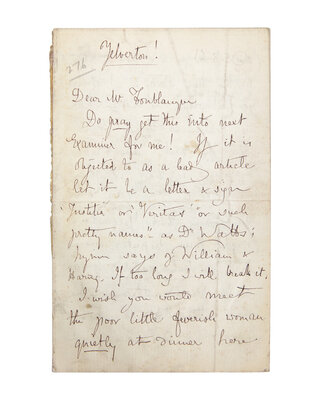 Yelverton!
276
Dear Mr. Fonblanque
Do pray get this into next
Examiner for me! If it is
objected to as a lead article
let it be a letter & sign
"Justitia" or "Veritas" "or such
pretty names" as Dr Watts's
hymn says of William &
Harry. If too long I will break it,
I wish you would meet
the poor little feverish woman
quietly at dinner here